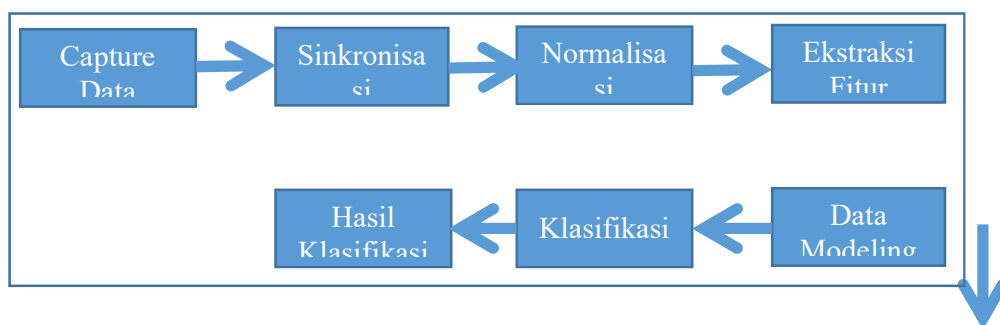 Capture
Data
Sinkronisa
si
Normalisa
si
Ekstraksi
Fitur
Hasil
Klasifikasi
Klasifikasi
Data
Modeling